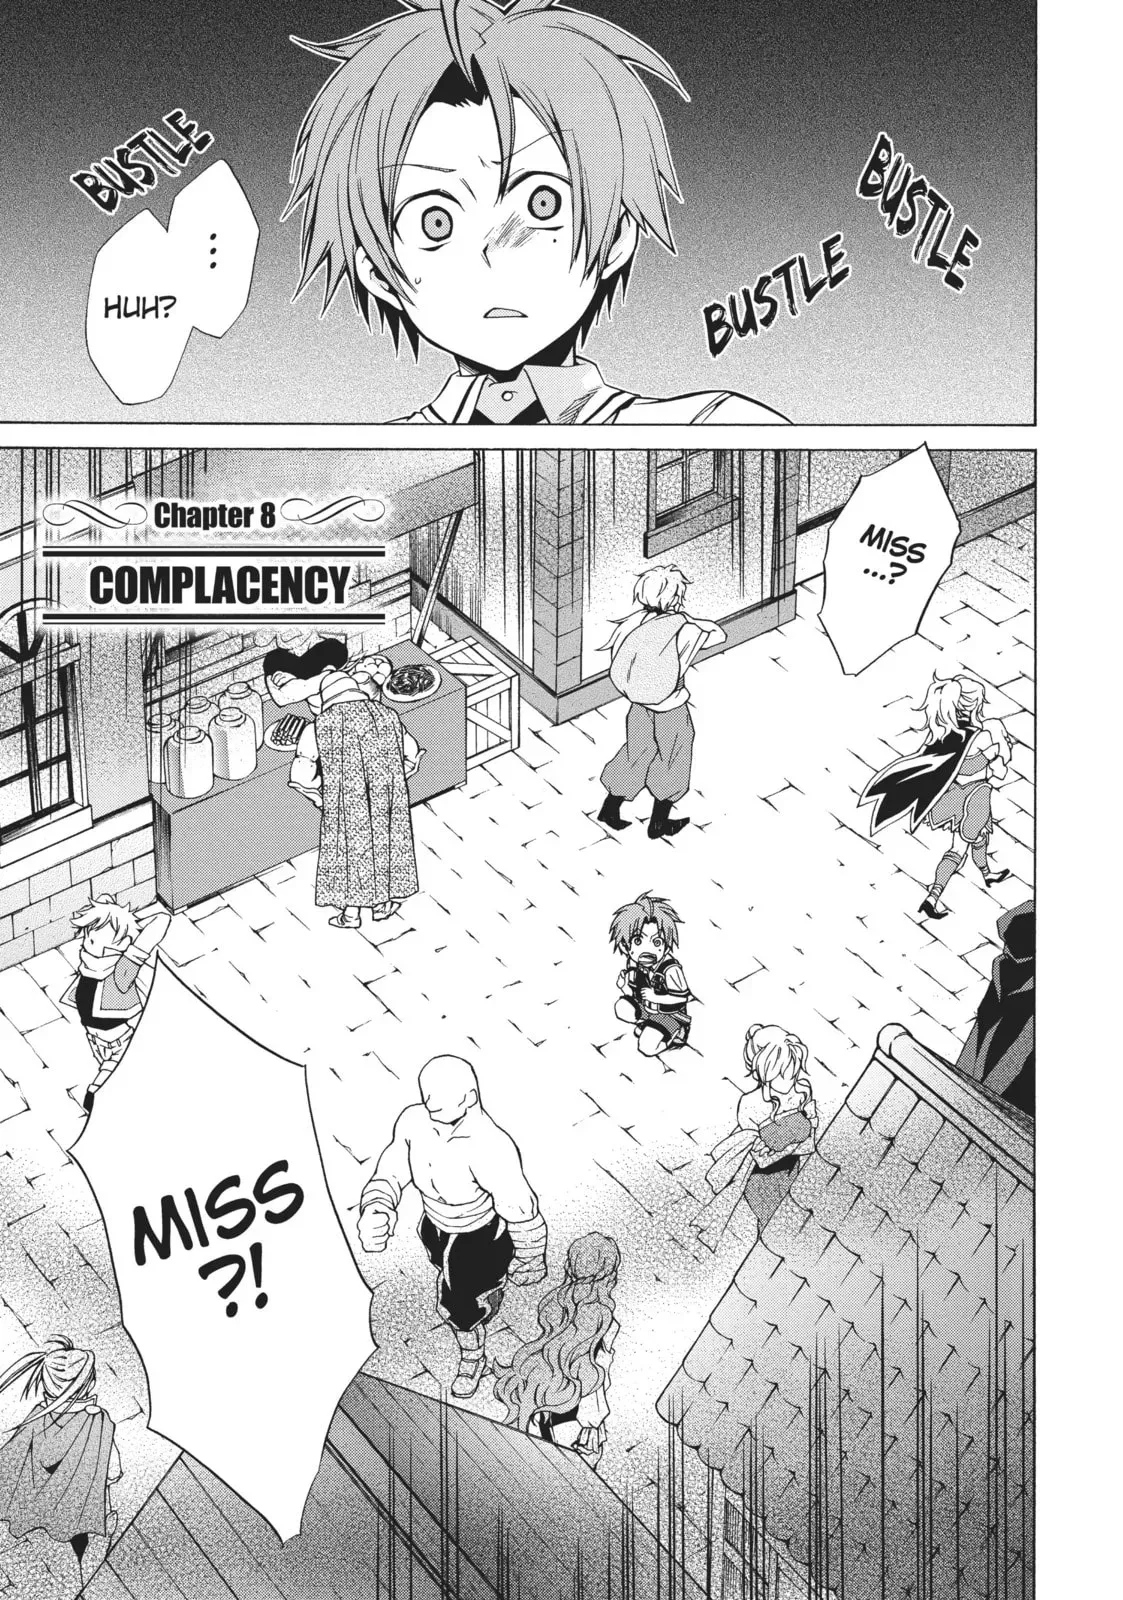 BUSTLE
BUSTLE
BUSTLE
BUSTLE
...
HUH?
Chapter 8
COMPLACENCY
MISS
...?
MISS
?!